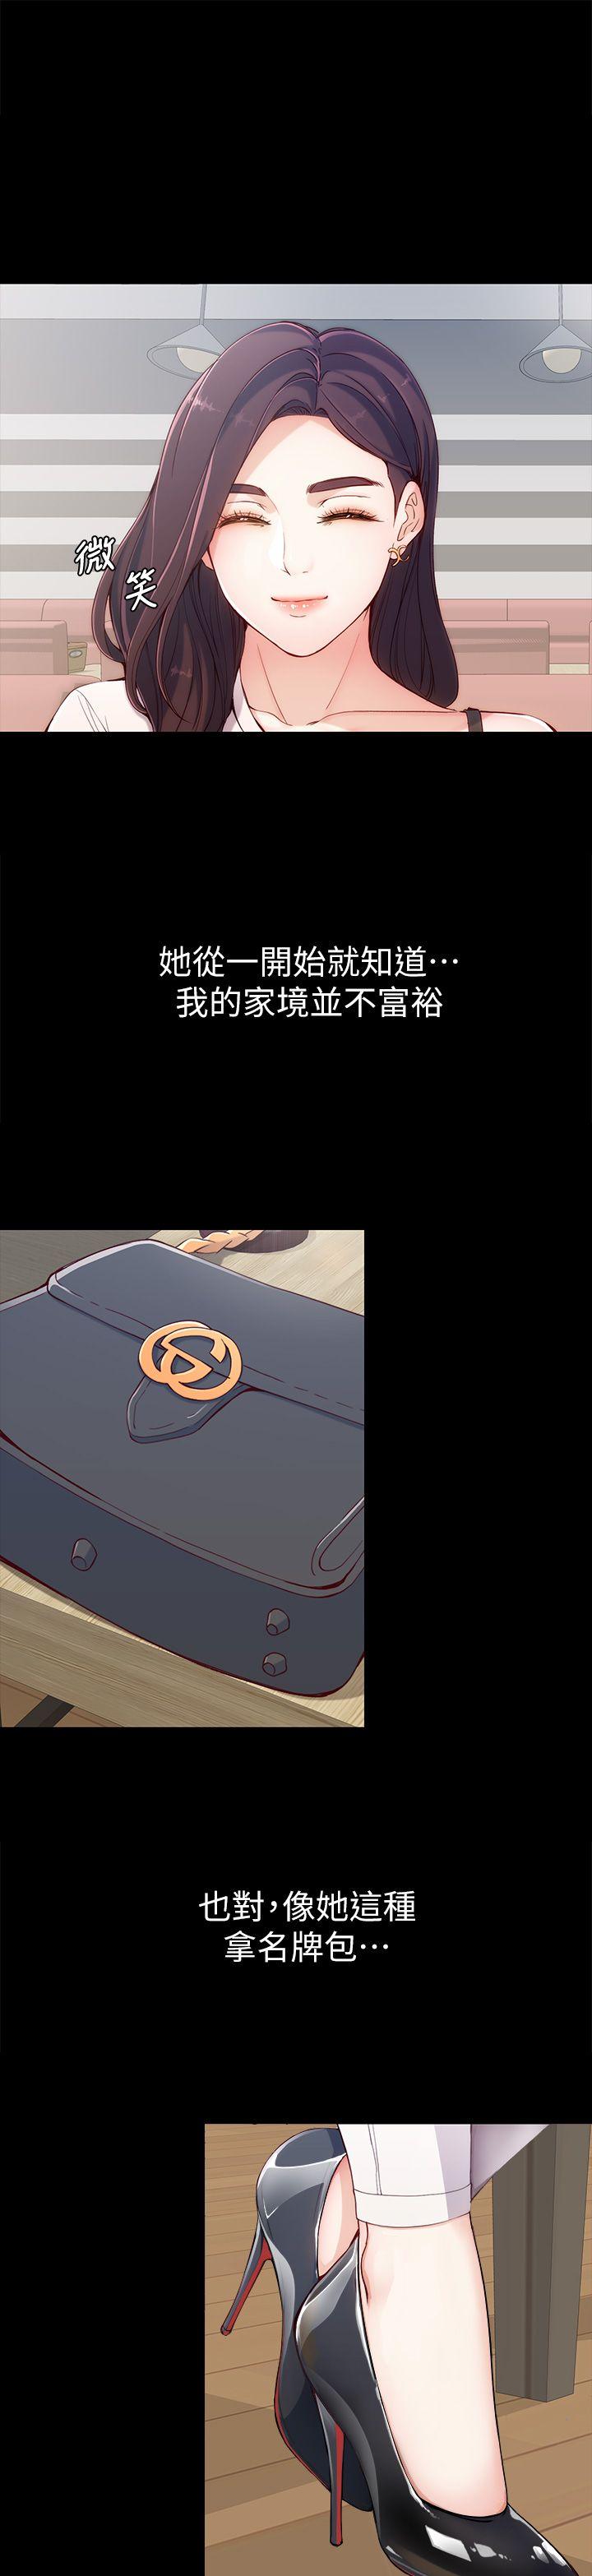 微笑
她從一開始就知道⋯
我的家境並不富裕
也對，像她這種
拿名牌包⋯